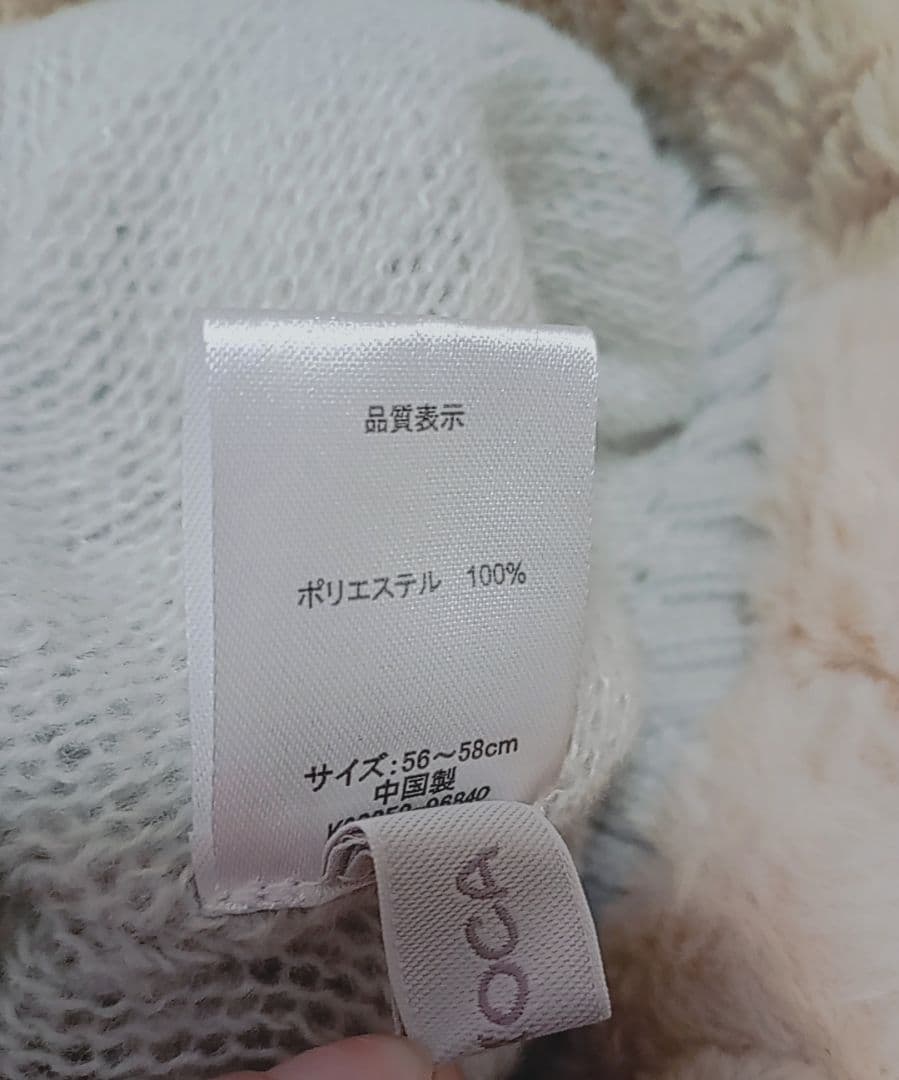 品質表示
ポリエステル 100%
サイズ:56～58cm
中国製